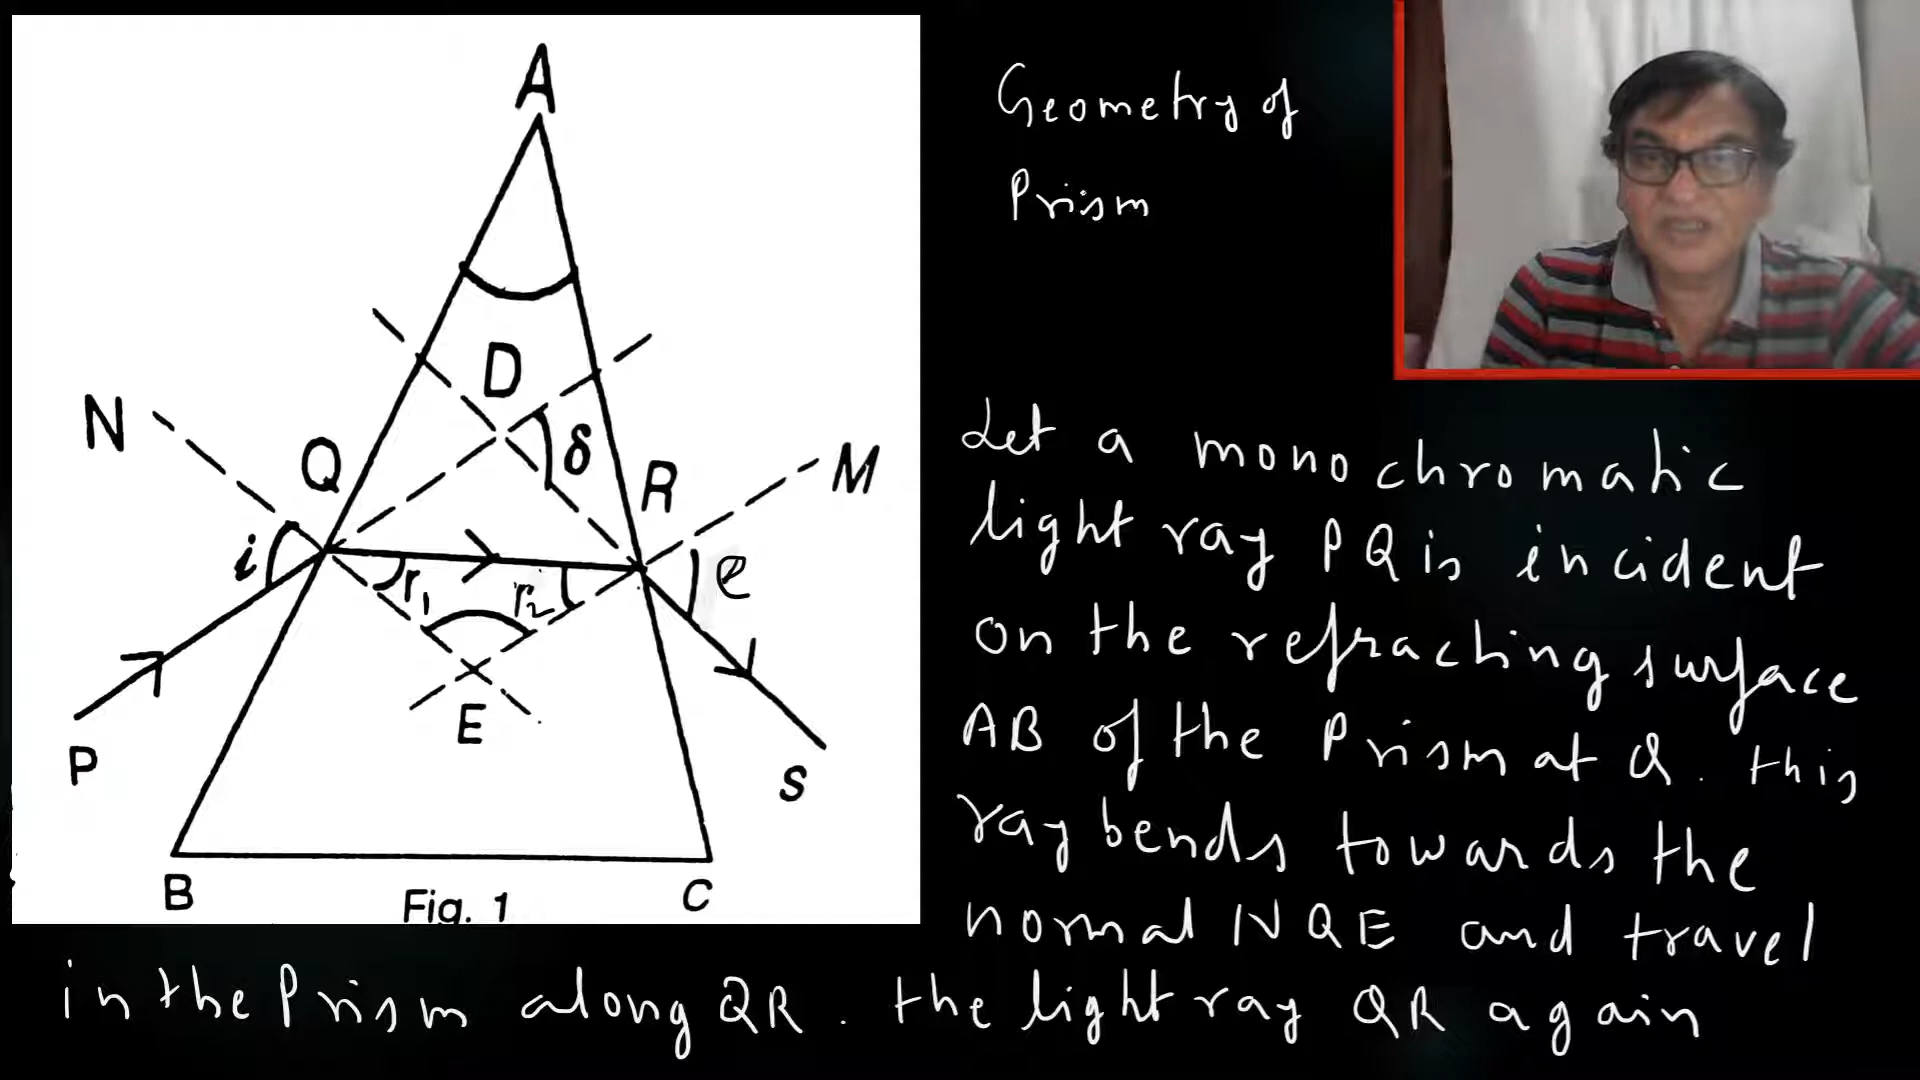 A
D
δ
N
Q
R
M
i
r1
r2
e
E
P
S
B
C
Fig. 1
Geometry of
Prism
Let a monochromatic
light ray PQ is incident
on the refracting surface
AB of the Prism at Q. this
ray bends towards the
normal NQE and travel
in the Prism along QR. the light ray QR again